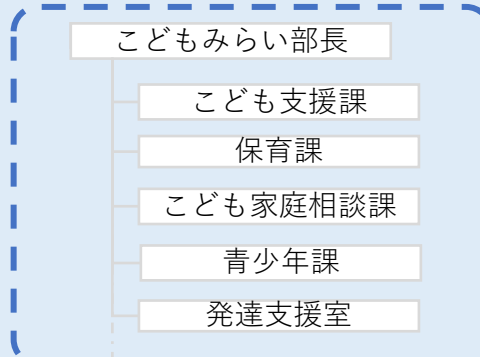 こどもみらい部長
こども支援課
保育課
こども家庭相談課
青少年課
発達支援室